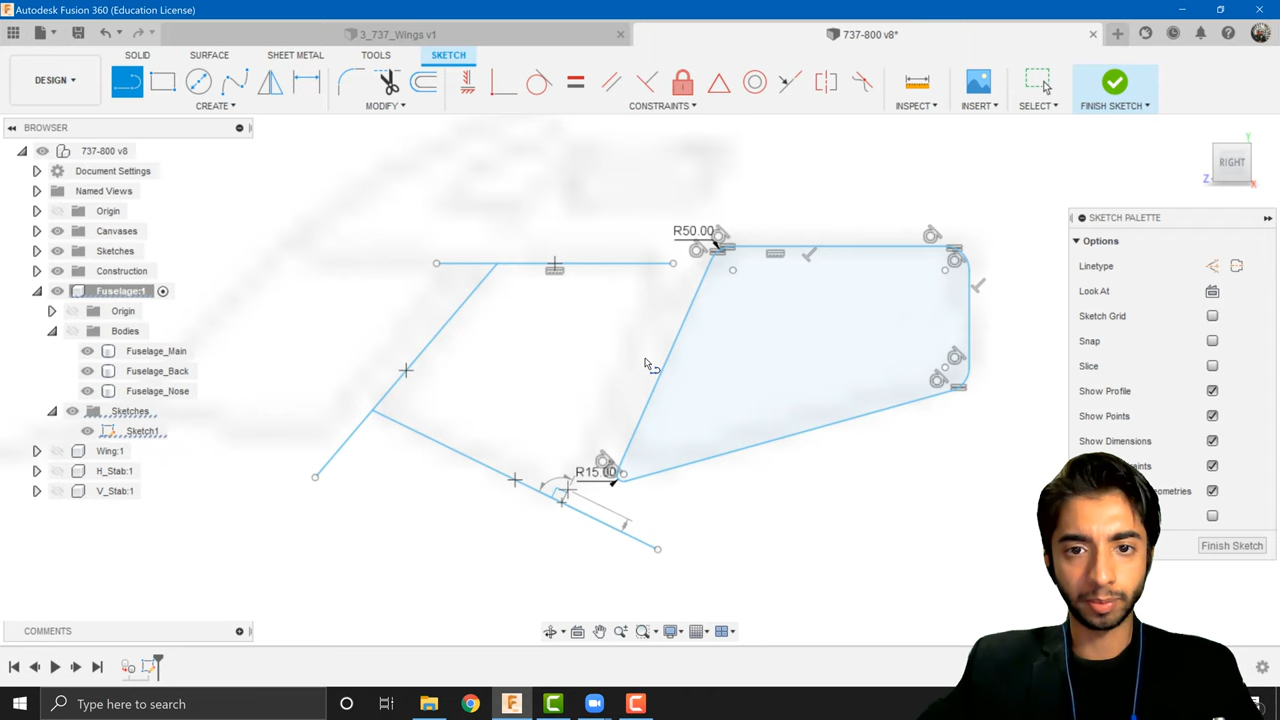 Autodesk Fusion 360 (Education License)
3_737_Wings v1
737-800 v8*
DESIGN
SOLID
SURFACE
SHEET METAL
TOOLS
SKETCH
CREATE
MODIFY
CONSTRAINTS
INSPECT
INSERT
SELECT
FINISH SKETCH
BROWSER
737-800 v8
Document Settings
Named Views
Origin
Canvases
Sketches
Construction
Fuselage:1
Origin
Bodies
Fuselage_Main
Fuselage_Back
Fuselage_Nose
Sketches
Sketch1
Wing:1
H_Stab:1
V_Stab:1
R50.00
R15.00
Y
RIGHT
Z
X
SKETCH PALETTE
Options
Linetype
Look At
Sketch Grid
Snap
Slice
Show Profile
Show Points
Show Dimensions
Finish Sketch
COMMENTS
Type here to search